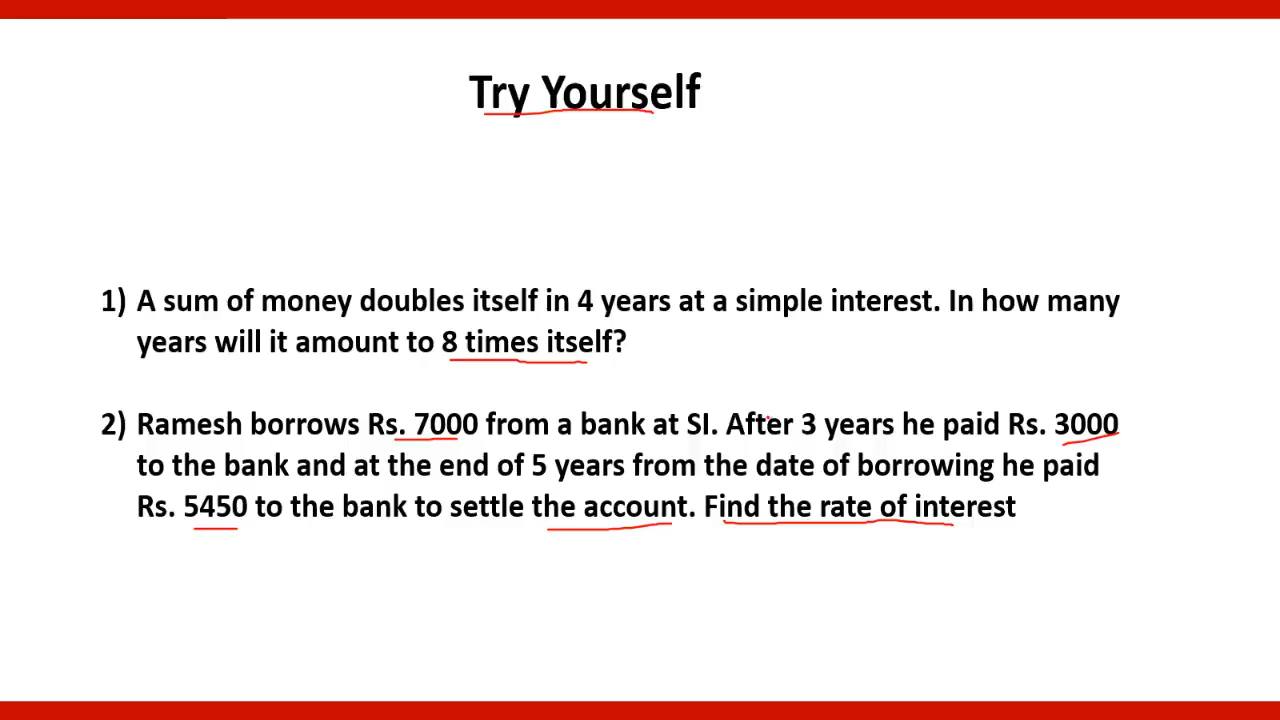 Try Yourself
1) A sum of money doubles itself in 4 years at a simple interest. In how many
years will it amount to 8 times itself?
2) Ramesh borrows Rs. 7000 from a bank at SI. After 3 years he paid Rs. 3000
to the bank and at the end of 5 years from the date of borrowing he paid
Rs. 5450 to the bank to settle the account. Find the rate of interest